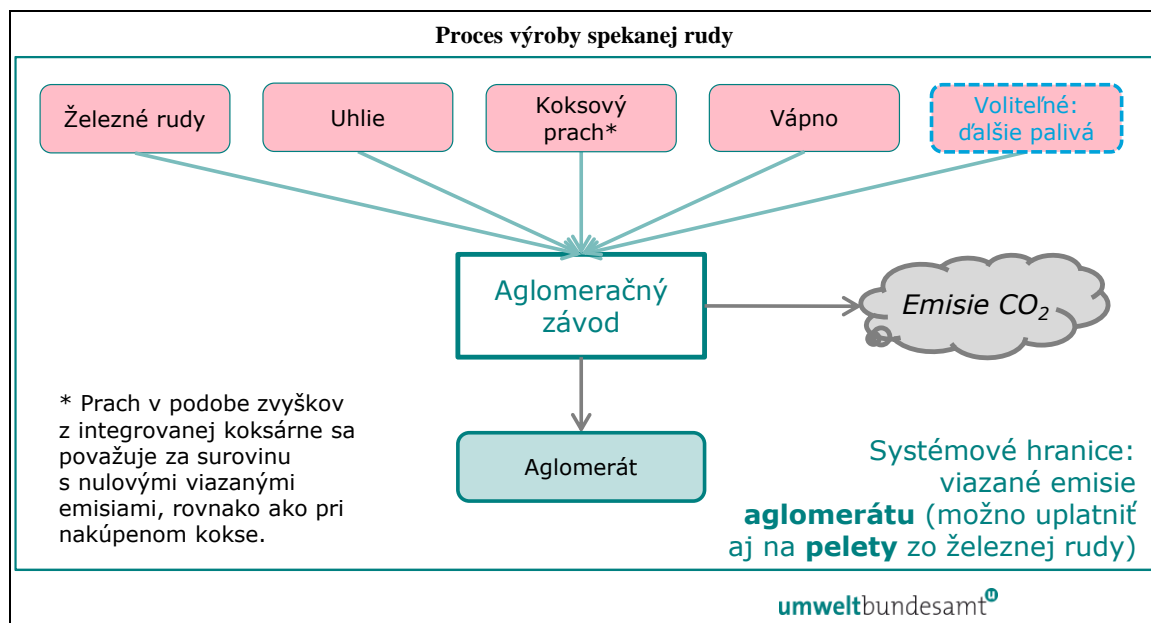 Proces výroby spekanej rudy
Železné rudy
Uhlie
Koksový
prach*
Vápno
Voliteľné:
ďalšie palivá
Aglomeračný
závod
Emisie CO₂
* Prach v podobe zvyškov
z integrovanej koksárne sa
považuje za surovinu
s nulovými viazanými
emisiami, rovnako ako pri
nakúpenom kokse.
Aglomerát
Systémové hranice:
viazané emisie
aglomerátu (možno uplatniť
aj na pelety zo železnej rudy)
umweltbundesamt